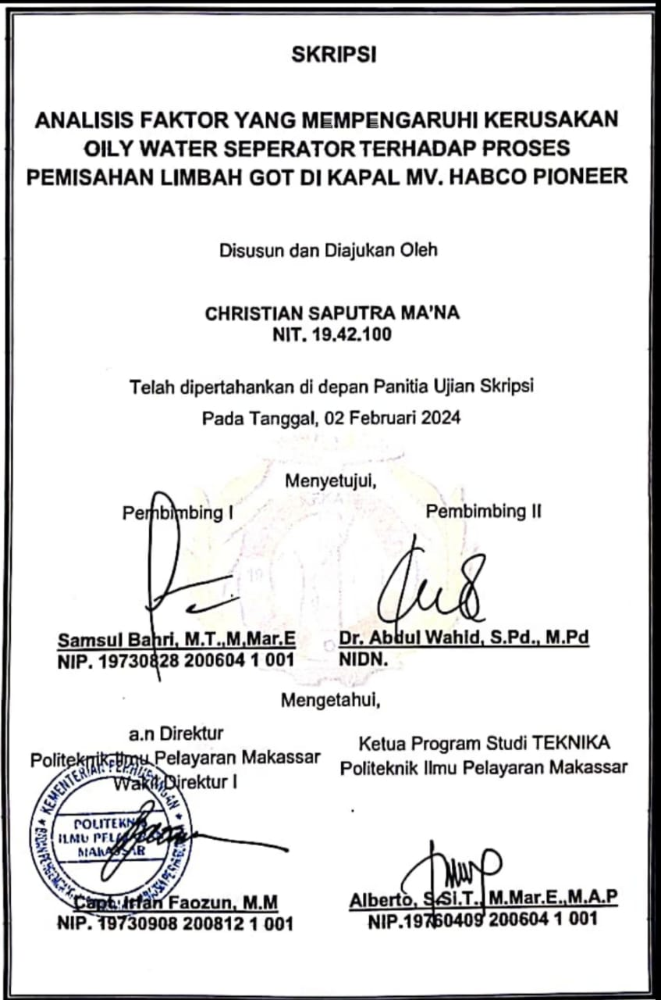 SKRIPSI
ANALISIS FAKTOR YANG MEMPENGARUHI KERUSAKAN
OILY WATER SEPERATOR TERHADAP PROSES
PEMISAHAN LIMBAH GOT DI KAPAL MV. HABCO PIONEER
Disusun dan Diajukan Oleh
CHRISTIAN SAPUTRA MA'NA
NIT. 19.42.100
Telah dipertahankan di depan Panitia Ujian Skripsi
Pada Tanggal, 02 Februari 2024
Menyetujui,
Pembimbing I
Pembimbing II
Samsul Bahri, M.T.,M,Mar.E
NIP. 19730828 200604 1 001
Dr. Abdul Wahid, S.Pd., M.Pd
NIDN.
Mengetahui,
a.n Direktur
Politeknik Ilmu Pelayaran Makassar
Wakil Direktur I
Ketua Program Studi TEKNIKA
Politeknik Ilmu Pelayaran Makassar
KEMENTERIAN PERHUBUNGAN
POLITEKNIK
ILMU PELAYARAN
MAKASSAR
Capt. Irfan Faozun, M.M
NIP. 19730908 200812 1 001
Alberto, S.Si.T., M.Mar.E.,M.A.P
NIP.19760409 200604 1 001